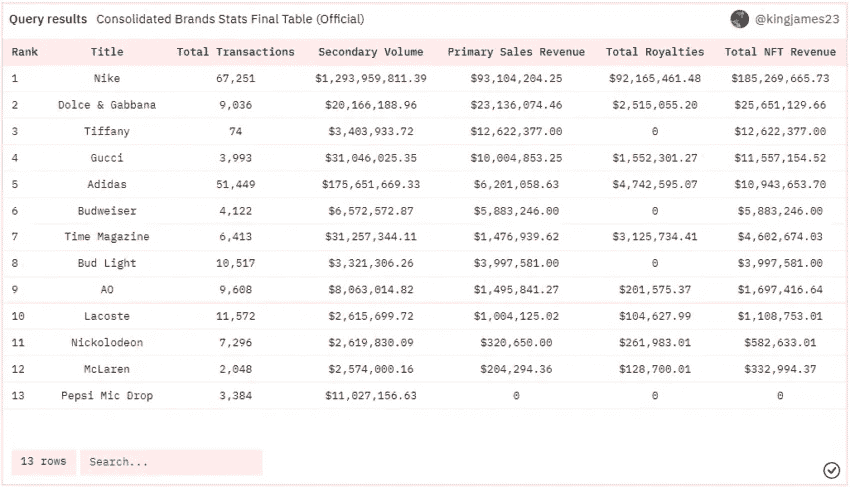 Query results Consolidated Brands Stats Final Table (Official) @kingjames23
Rank Title Total Transactions Secondary Volume Primary Sales Revenue Total Royalties Total NFT Revenue
1 Nike 67,251 $1,293,959,811.39 $93,104,204.25 $92,165,461.48 $185,269,665.73
2 Dolce & Gabbana 9,036 $20,166,188.96 $23,136,074.46 $2,515,055.20 $25,651,129.66
3 Tiffany 74 $3,403,933.72 $12,622,377.00 0 $12,622,377.00
4 Gucci 3,993 $31,046,025.35 $10,004,853.25 $1,552,301.27 $11,557,154.52
5 Adidas 51,449 $175,651,669.33 $6,201,058.63 $4,742,595.07 $10,943,653.70
6 Budweiser 4,122 $6,572,572.87 $5,883,246.00 0 $5,883,246.00
7 Time Magazine 6,413 $31,257,344.11 $1,476,939.62 $3,125,734.41 $4,602,674.03
8 Bud Light 10,517 $3,321,306.26 $3,997,581.00 0 $3,997,581.00
9 AO 9,608 $8,063,014.82 $1,495,841.27 $201,575.37 $1,697,416.64
10 Lacoste 11,572 $2,615,699.72 $1,004,125.02 $104,627.99 $1,108,753.01
11 Nickolodeon 7,296 $2,619,830.09 $320,650.00 $261,983.01 $582,633.01
12 McLaren 2,048 $2,574,000.16 $204,294.36 $128,700.01 $332,994.37
13 Pepsi Mic Drop 3,384 $11,027,156.63 0 0 0
13 rows Search...